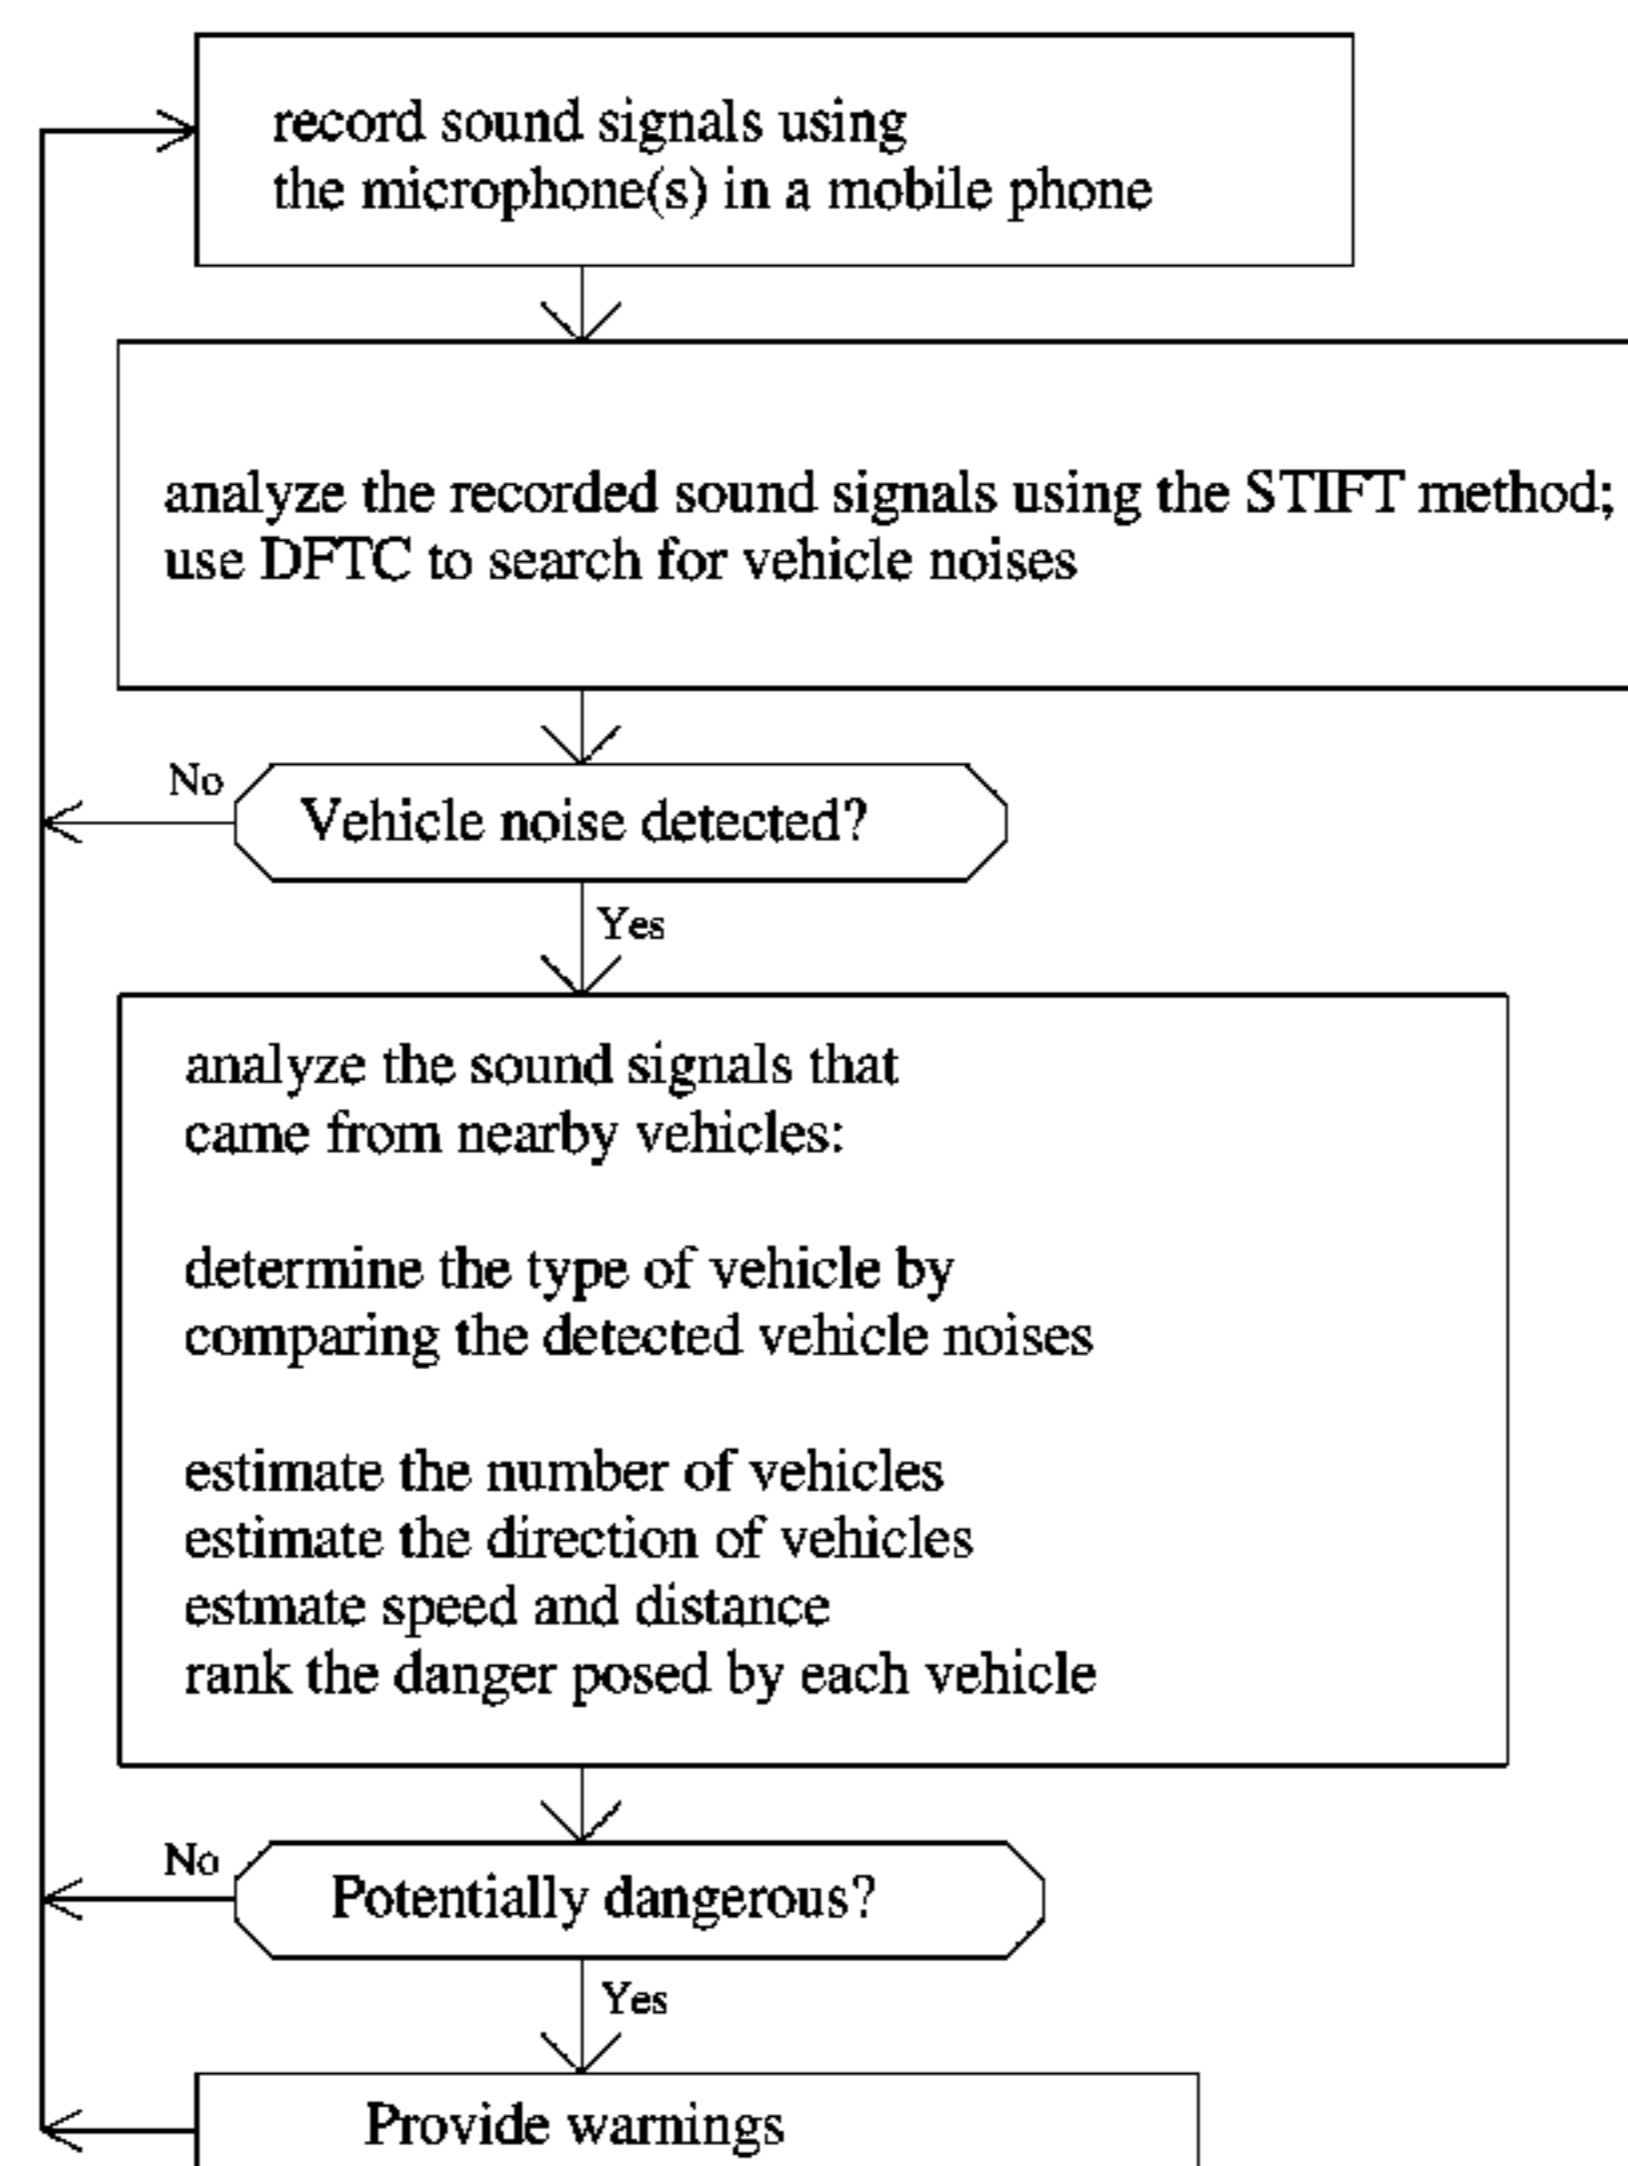 record sound signals using
the microphone(s) in a mobile phone
analyze the recorded sound signals using the STIFT method;
use DFTC to search for vehicle noises
No
Vehicle noise detected?
Yes
analyze the sound signals that
came from nearby vehicles:
determine the type of vehicle by
comparing the detected vehicle noises
estimate the number of vehicles
estimate the direction of vehicles
estmate speed and distance
rank the danger posed by each vehicle
No
Potentially dangerous?
Yes
Provide warnings